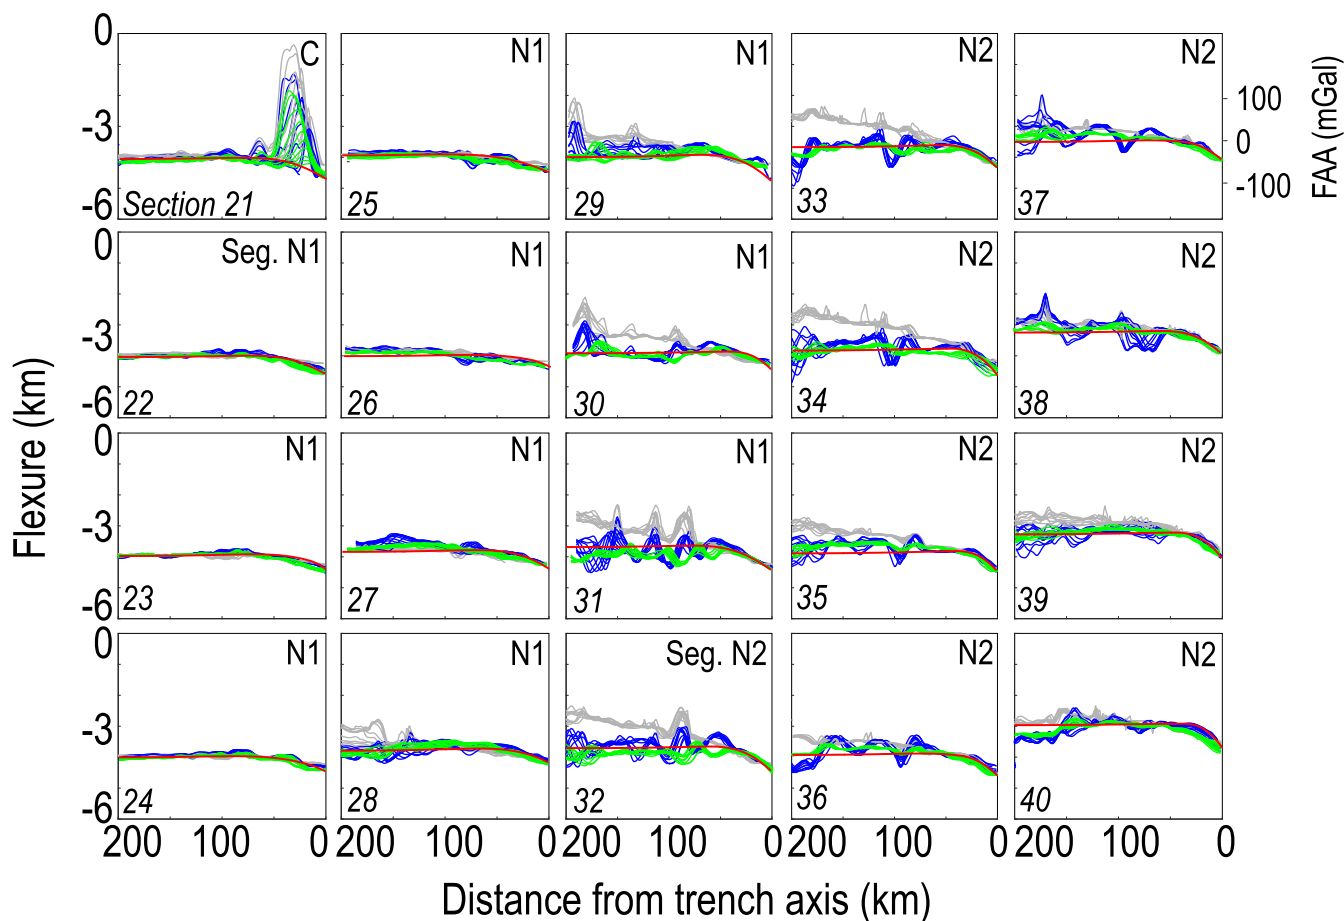 0
-3
-6
C
Section 21
N1
25
N1
29
N2
33
N2
37
100
0
-100
FAA (mGal)
0
-3
-6
Seg. N1
22
N1
26
N1
30
N2
34
N2
38
Flexure (km)
0
-3
-6
N1
23
N1
27
N1
31
N2
35
N2
39
0
-3
-6
N1
24
N1
28
Seg. N2
32
N2
36
N2
40
200 100 0 200 100 0 200 100 0 200 100 0 200 100 0
Distance from trench axis (km)